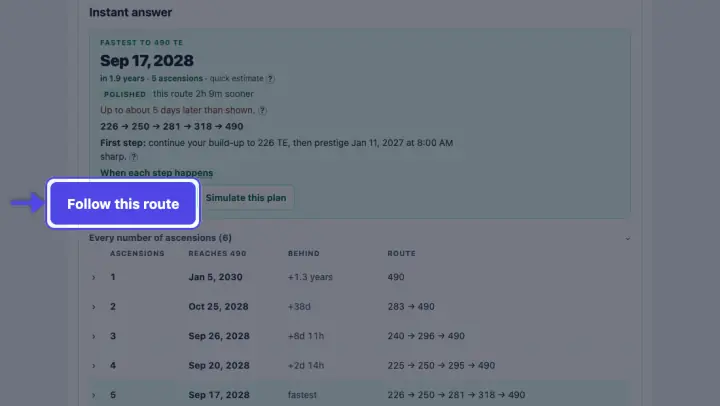 Instant answer
FASTEST TO 490 TE
Sep 17, 2028
in 1.9 years · 5 ascensions · quick estimate ?
POLISHED this route 2h 9m sooner
Up to about 5 days later than shown. ?
226 → 250 → 281 → 318 → 490
First step: continue your build-up to 226 TE, then prestige Jan 11, 2027 at 8:00 AM
sharp. ?
When each step happens
Follow this route
Simulate this plan
Every number of ascensions (6)
ASCENSIONS REACHES 490 BEHIND ROUTE
1 Jan 5, 2030 +1.3 years 490
2 Oct 25, 2028 +38d 283 → 490
3 Sep 26, 2028 +8d 11h 240 → 296 → 490
4 Sep 20, 2028 +2d 14h 225 → 250 → 295 → 490
5 Sep 17, 2028 fastest 226 → 250 → 281 → 318 → 490